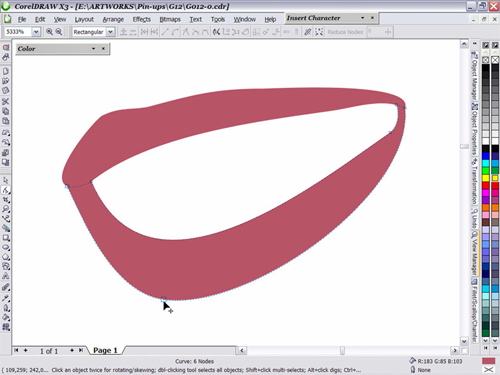 CorelDRAW X3 - [E:\ARTWORKS\Pin-ups\G12\GO12-o.cdr]
File Edit View Layout Arrange Effects Bitmaps Text Tools Window Help
Insert Character
5333% Rectangular Reduce Nodes
Color
Object Manager
Object Properties
Transformation
Undo
View Manager
Fillet/Scallop/Chamfer
1 of 1 Page 1
Curve: 6 Nodes R:183 G:85 B:103
( 109,259; 242,0... Click an object twice for rotating/skewing; dbl-clicking tool selects all objects; Shift+click multi-selects; Alt+click digs; Ctrl+... None